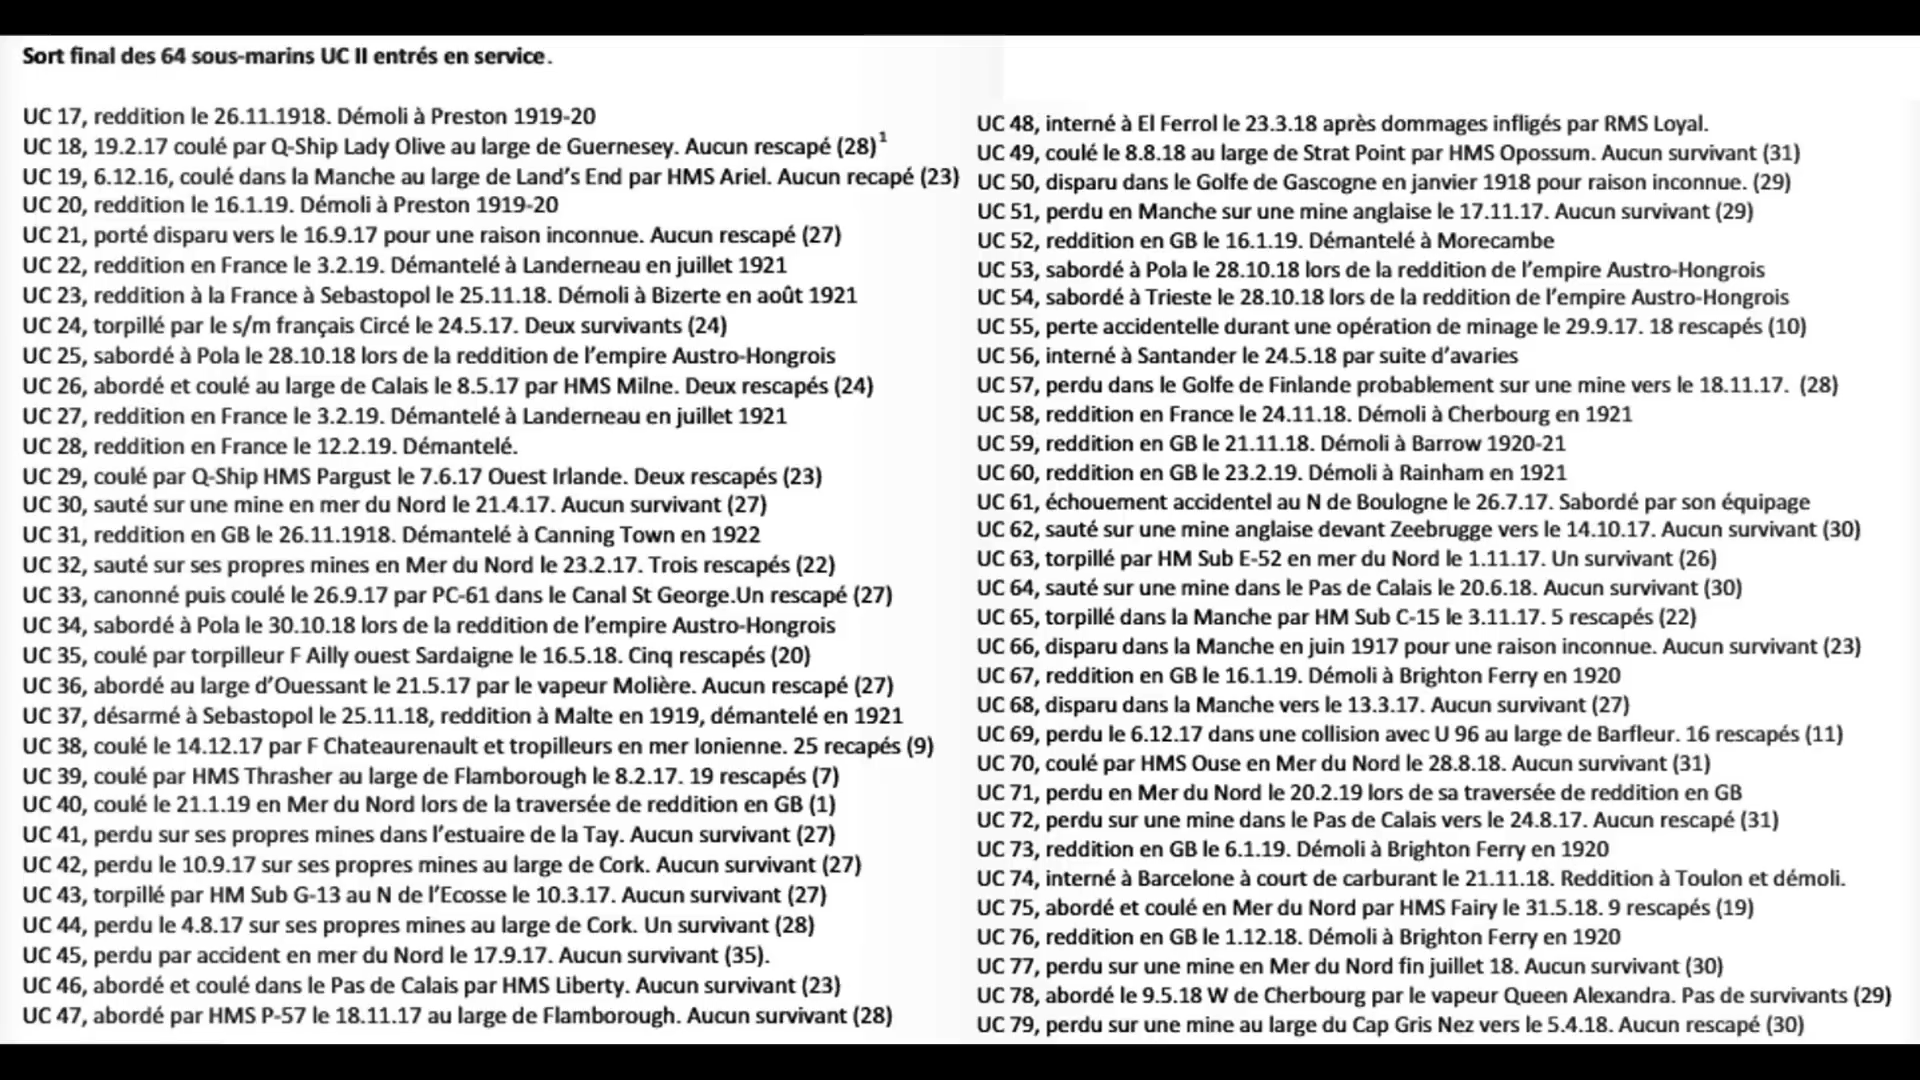 Sort final des 64 sous-marins UC II entrés en service.
UC 17, reddition le 26.11.1918. Démoli à Preston 1919-20
UC 18, 19.2.17 coulé par Q-Ship Lady Olive au large de Guernesey. Aucun rescapé (28)1
UC 19, 6.12.16, coulé dans la Manche au large de Land’s End par HMS Ariel. Aucun recapé (23)
UC 20, reddition le 16.1.19. Démoli à Preston 1919-20
UC 21, porté disparu vers le 16.9.17 pour une raison inconnue. Aucun rescapé (27)
UC 22, reddition en France le 3.2.19. Démantelé à Landerneau en juillet 1921
UC 23, reddition à la France à Sebastopol le 25.11.18. Démoli à Bizerte en août 1921
UC 24, torpillé par le s/m français Circé le 24.5.17. Deux survivants (24)
UC 25, sabordé à Pola le 28.10.18 lors de la reddition de l’empire Austro-Hongrois
UC 26, abordé et coulé au large de Calais le 8.5.17 par HMS Milne. Deux rescapés (24)
UC 27, reddition en France le 3.2.19. Démantelé à Landerneau en juillet 1921
UC 28, reddition en France le 12.2.19. Démantelé.
UC 29, coulé par Q-Ship HMS Pargust le 7.6.17 Ouest Irlande. Deux rescapés (23)
UC 30, sauté sur une mine en mer du Nord le 21.4.17. Aucun survivant (27)
UC 31, reddition en GB le 26.11.1918. Démantelé à Canning Town en 1922
UC 32, sauté sur ses propres mines en Mer du Nord le 23.2.17. Trois rescapés (22)
UC 33, canonné puis coulé le 26.9.17 par PC-61 dans le Canal St George.Un rescapé (27)
UC 34, sabordé à Pola le 30.10.18 lors de la reddition de l’empire Austro-Hongrois
UC 35, coulé par torpilleur F Ailly ouest Sardaigne le 16.5.18. Cinq rescapés (20)
UC 36, abordé au large d’Ouessant le 21.5.17 par le vapeur Molière. Aucun rescapé (27)
UC 37, désarmé à Sebastopol le 25.11.18, reddition à Malte en 1919, démantelé en 1921
UC 38, coulé le 14.12.17 par F Chateaurenault et tropilleurs en mer Ionienne. 25 recapés (9)
UC 39, coulé par HMS Thrasher au large de Flamborough le 8.2.17. 19 rescapés (7)
UC 40, coulé le 21.1.19 en Mer du Nord lors de la traversée de reddition en GB (1)
UC 41, perdu sur ses propres mines dans l’estuaire de la Tay. Aucun survivant (27)
UC 42, perdu le 10.9.17 sur ses propres mines au large de Cork. Aucun survivant (27)
UC 43, torpillé par HM Sub G-13 au N de l’Ecosse le 10.3.17. Aucun survivant (27)
UC 44, perdu le 4.8.17 sur ses propres mines au large de Cork. Un survivant (28)
UC 45, perdu par accident en mer du Nord le 17.9.17. Aucun survivant (35).
UC 46, abordé et coulé dans le Pas de Calais par HMS Liberty. Aucun survivant (23)
UC 47, abordé par HMS P-57 le 18.11.17 au large de Flamborough. Aucun survivant (28)
UC 48, interné à El Ferrol le 23.3.18 après dommages infligés par RMS Loyal.
UC 49, coulé le 8.8.18 au large de Strat Point par HMS Opossum. Aucun survivant (31)
UC 50, disparu dans le Golfe de Gascogne en janvier 1918 pour raison inconnue. (29)
UC 51, perdu en Manche sur une mine anglaise le 17.11.17. Aucun survivant (29)
UC 52, reddition en GB le 16.1.19. Démantelé à Morecambe
UC 53, sabordé à Pola le 28.10.18 lors de la reddition de l’empire Austro-Hongrois
UC 54, sabordé à Trieste le 28.10.18 lors de la reddition de l’empire Austro-Hongrois
UC 55, perte accidentelle durant une opération de minage le 29.9.17. 18 rescapés (10)
UC 56, interné à Santander le 24.5.18 par suite d’avaries
UC 57, perdu dans le Golfe de Finlande probablement sur une mine vers le 18.11.17. (28)
UC 58, reddition en France le 24.11.18. Démoli à Cherbourg en 1921
UC 59, reddition en GB le 21.11.18. Démoli à Barrow 1920-21
UC 60, reddition en GB le 23.2.19. Démoli à Rainham en 1921
UC 61, échouement accidentel au N de Boulogne le 26.7.17. Sabordé par son équipage
UC 62, sauté sur une mine anglaise devant Zeebrugge vers le 14.10.17. Aucun survivant (30)
UC 63, torpillé par HM Sub E-52 en mer du Nord le 1.11.17. Un survivant (26)
UC 64, sauté sur une mine dans le Pas de Calais le 20.6.18. Aucun survivant (30)
UC 65, torpillé dans la Manche par HM Sub C-15 le 3.11.17. 5 rescapés (22)
UC 66, disparu dans la Manche en juin 1917 pour une raison inconnue. Aucun survivant (23)
UC 67, reddition en GB le 16.1.19. Démoli à Brighton Ferry en 1920
UC 68, disparu dans la Manche vers le 13.3.17. Aucun survivant (27)
UC 69, perdu le 6.12.17 dans une collision avec U 96 au large de Barfleur. 16 rescapés (11)
UC 70, coulé par HMS Ouse en Mer du Nord le 28.8.18. Aucun survivant (31)
UC 71, perdu en Mer du Nord le 20.2.19 lors de sa traversée de reddition en GB
UC 72, perdu sur une mine dans le Pas de Calais vers le 24.8.17. Aucun rescapé (31)
UC 73, reddition en GB le 6.1.19. Démoli à Brighton Ferry en 1920
UC 74, interné à Barcelone à court de carburant le 21.11.18. Reddition à Toulon et démoli.
UC 75, abordé et coulé en Mer du Nord par HMS Fairy le 31.5.18. 9 rescapés (19)
UC 76, reddition en GB le 1.12.18. Démoli à Brighton Ferry en 1920
UC 77, perdu sur une mine en Mer du Nord fin juillet 18. Aucun survivant (30)
UC 78, abordé le 9.5.18 W de Cherbourg par le vapeur Queen Alexandra. Pas de survivants (29)
UC 79, perdu sur une mine au large du Cap Gris Nez vers le 5.4.18. Aucun rescapé (30)